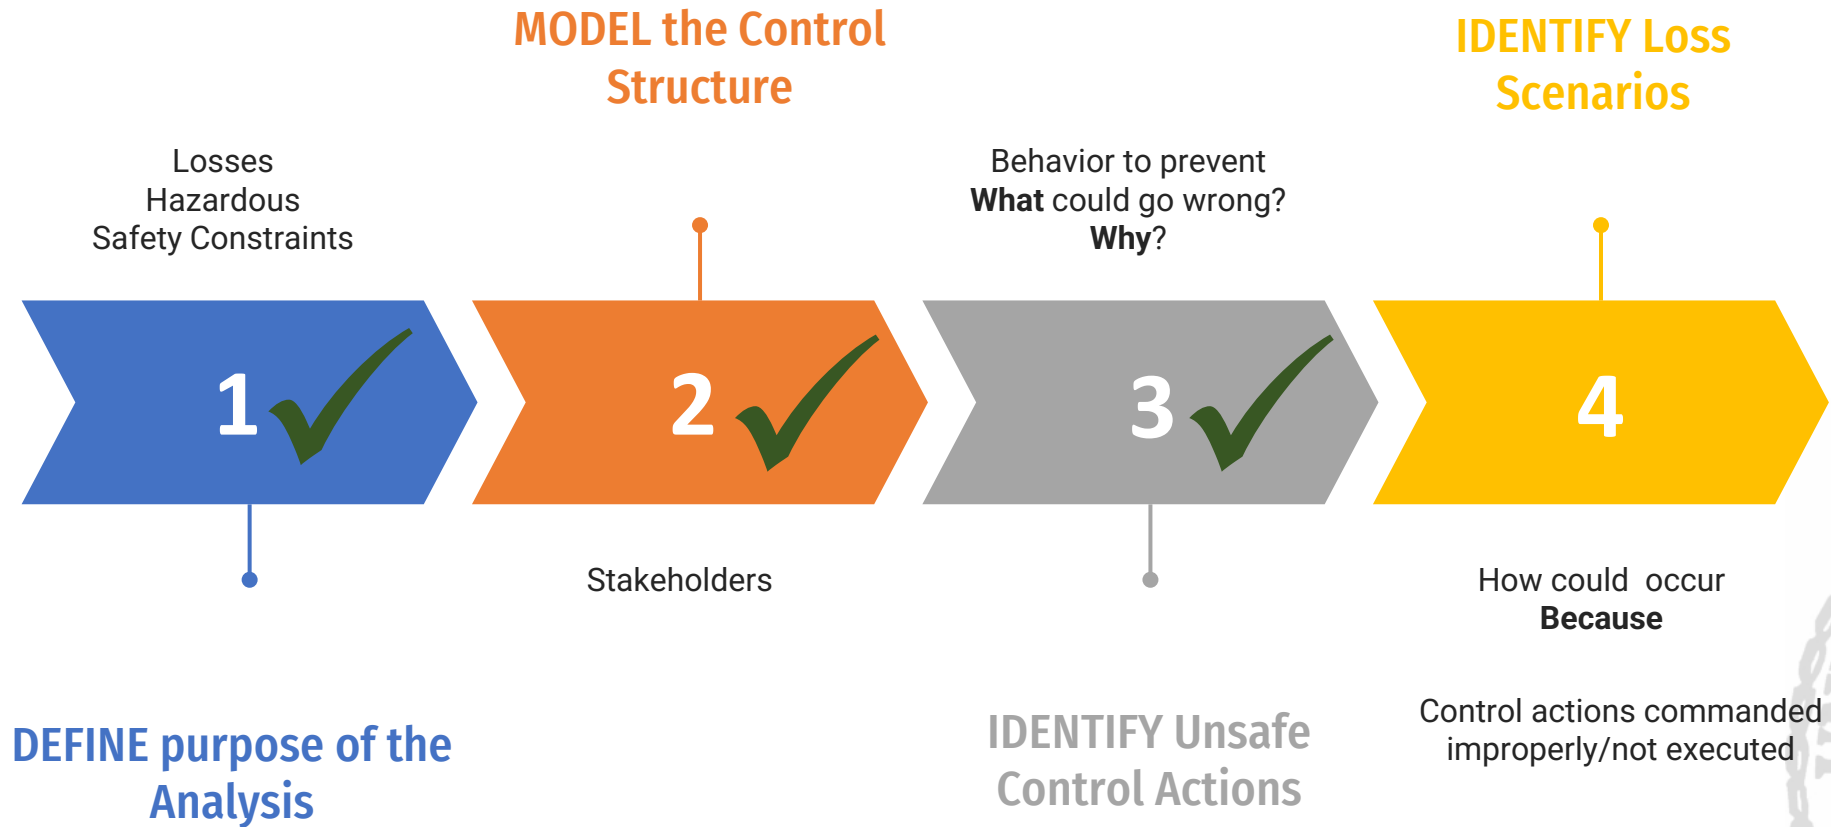 MODEL the Control
Structure
IDENTIFY Loss
Scenarios
Losses
Hazardous
Safety Constraints
Behavior to prevent
What could go wrong?
Why?
1
2
3
4
Stakeholders
How could occur
Because
DEFINE purpose of the
Analysis
IDENTIFY Unsafe
Control Actions
Control actions commanded
improperly/not executed